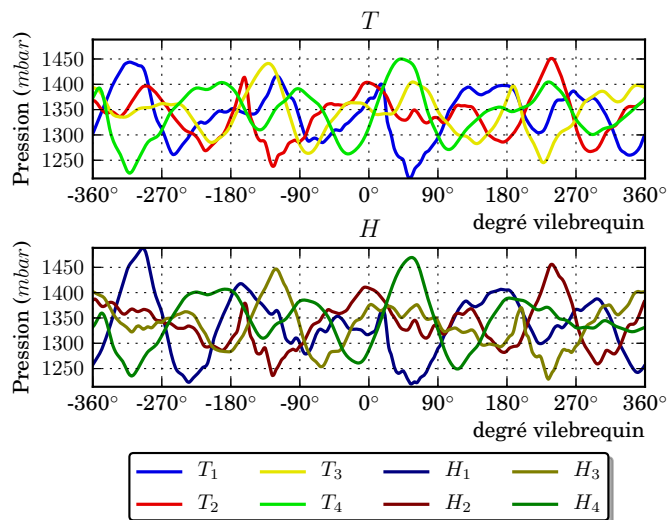 T
Pression (mbar)
1450
1400
1350
1300
1250
-360° -270° -180° -90° 0° 90° 180° 270° 360°
degré vilebrequin
H
Pression (mbar)
1450
1400
1350
1300
1250
-360° -270° -180° -90° 0° 90° 180° 270° 360°
degré vilebrequin
T₁ T₃ H₁ H₃
T₂ T₄ H₂ H₄